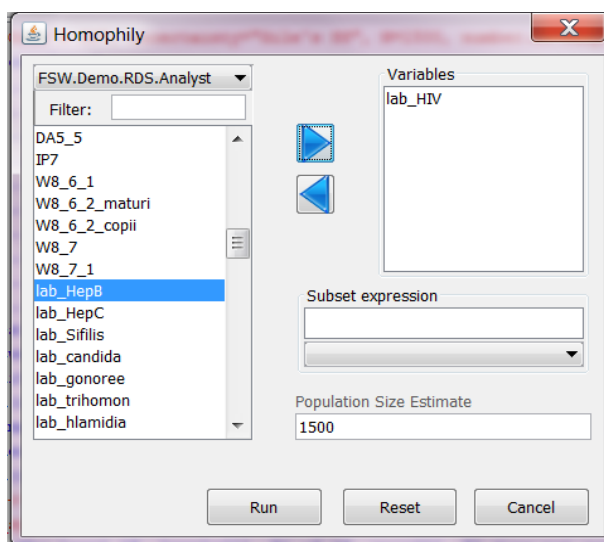 Homophily
FSW.Demo.RDS.Analyst
Filter:
DA5_5
IP7
W8_6_1
W8_6_2_maturi
W8_6_2_copii
W8_7
W8_7_1
lab_HepB
lab_HepC
lab_Sifilis
lab_candida
lab_gonoree
lab_trihomon
lab_hlamidia
Variables
lab_HIV
Subset expression
Population Size Estimate
1500
Run Reset Cancel